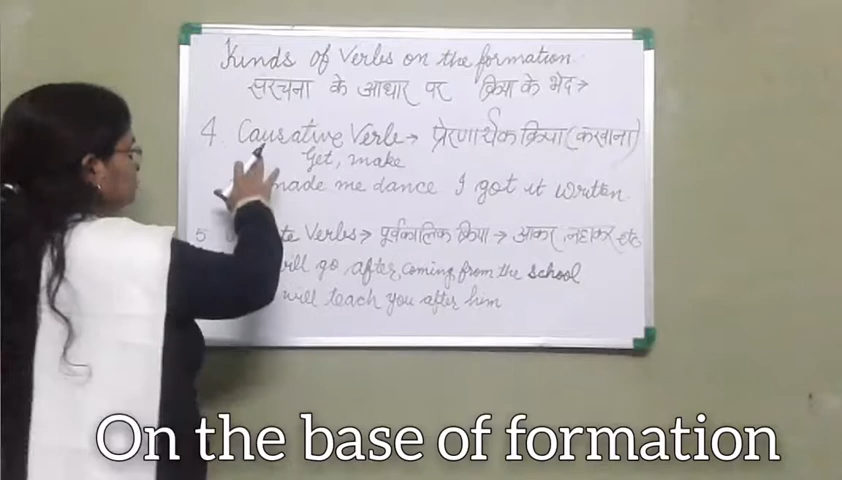 Kinds of Verbs on the formation
सरचना के आधार पर क्रिया के भेद→
4. Causative Verb → प्रेरणार्थक क्रिया (करवाना)
Get, make
made me dance I got it written.
5 Verbs → पूर्वकालिक क्रिया → आकर, नहाकर etc
will go after coming from the school
will teach you after him
On the base of formation